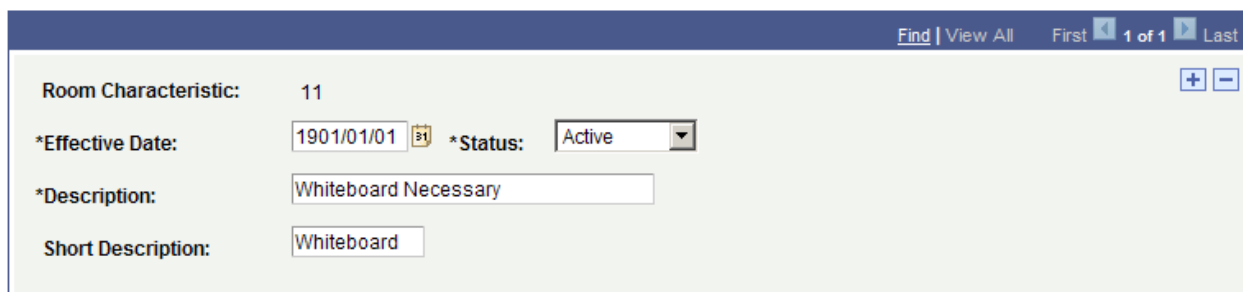 Find | View All First 1 of 1 Last
Room Characteristic: 11
*Effective Date: 1901/01/01 31 *Status: Active
*Description: Whiteboard Necessary
Short Description: Whiteboard